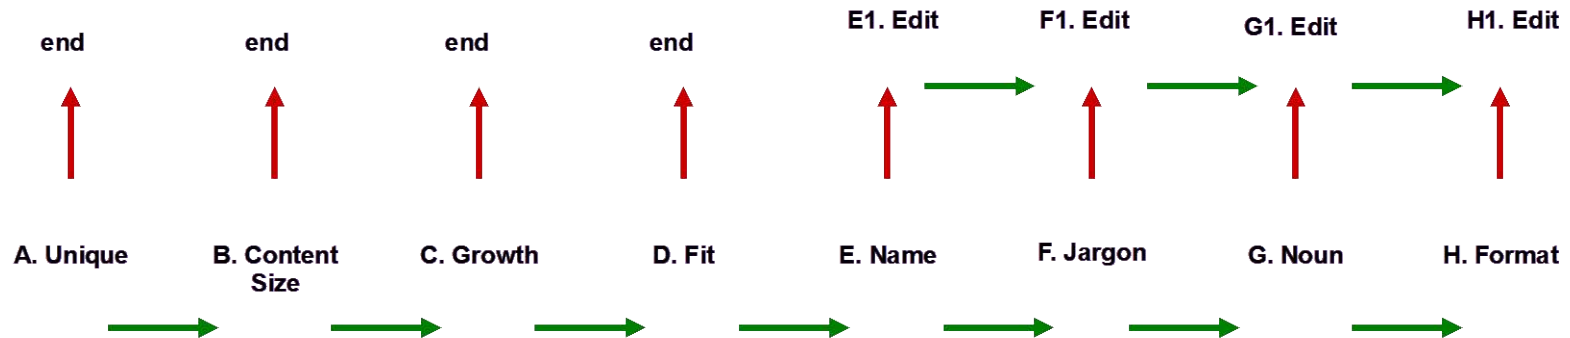 end
end
end
end
E1. Edit
F1. Edit
G1. Edit
H1. Edit
A. Unique
B. Content
Size
C. Growth
D. Fit
E. Name
F. Jargon
G. Noun
H. Format